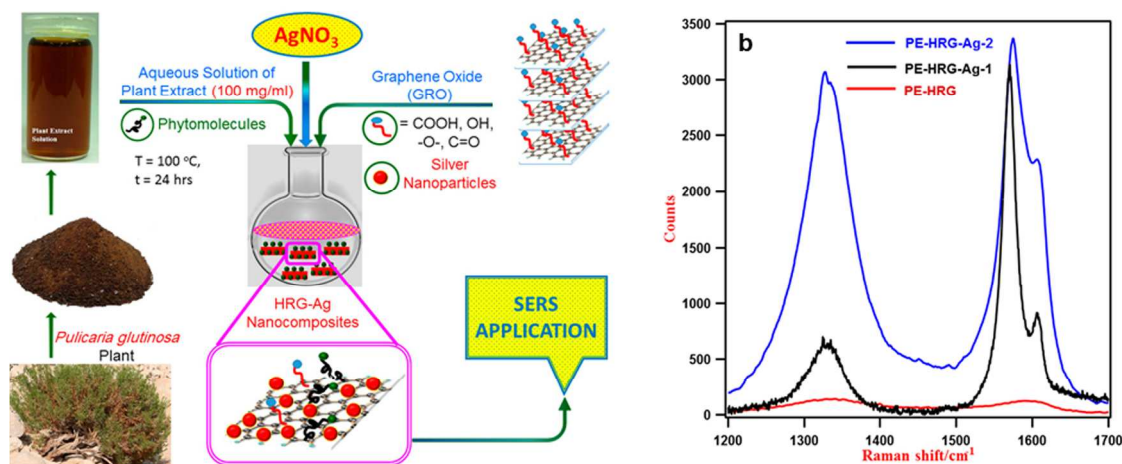 AgNO3
Aqueous Solution of
Plant Extract (100 mg/ml)
Phytomolecules
T = 100 °C,
t = 24 hrs
Graphene Oxide
(GRO)
= COOH, OH,
-O-, C=O
Silver
Nanoparticles
Plant Extract
Solution
HRG-Ag
Nanocomposites
Pulicaria glutinosa
Plant
SERS
APPLICATION
b
PE-HRG-Ag-2
PE-HRG-Ag-1
PE-HRG
Counts
3500
3000
2500
2000
1500
1000
500
0
1200 1300 1400 1500 1600 1700
Raman shift/cm¹